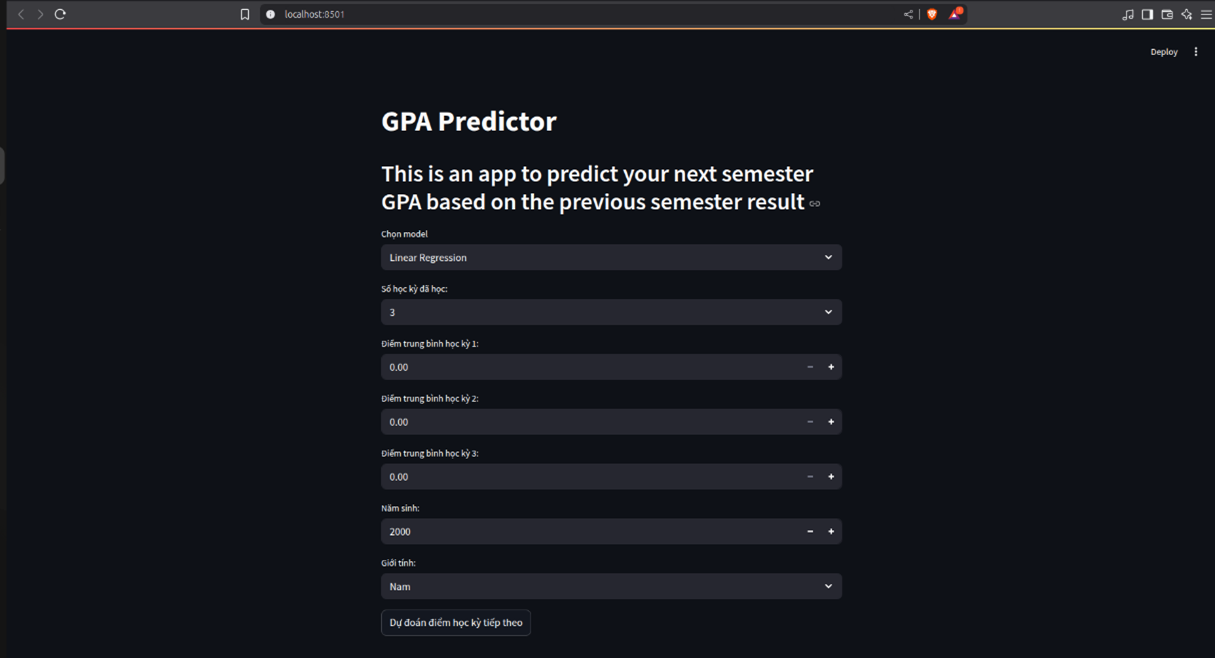 localhost:8501
Deploy
GPA Predictor
This is an app to predict your next semester
GPA based on the previous semester result
Chọn model
Linear Regression
Số học kỳ đã học:
3
Điểm trung bình học kỳ 1:
0.00
Điểm trung bình học kỳ 2:
0.00
Điểm trung bình học kỳ 3:
0.00
Năm sinh:
2000
Giới tính:
Nam
Dự đoán điểm học kỳ tiếp theo